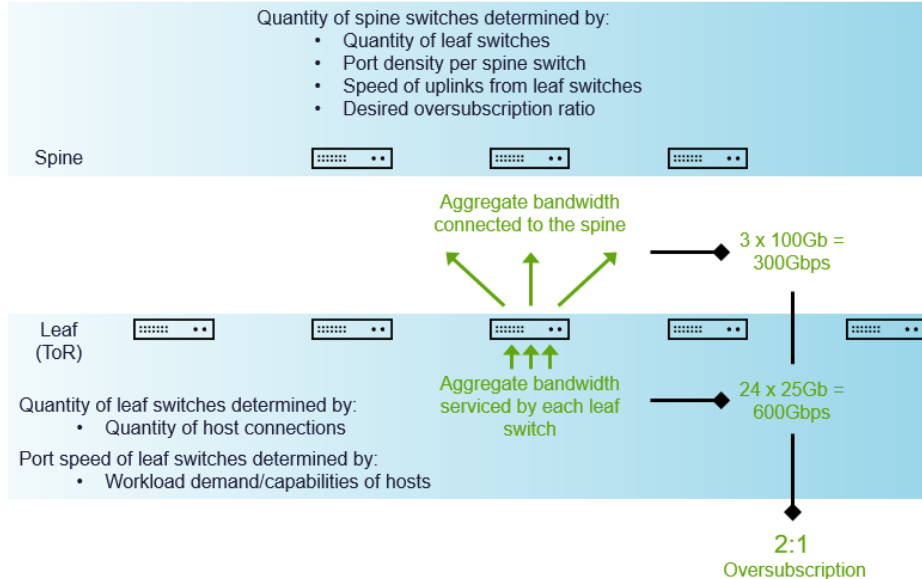 Quantity of spine switches determined by:
• Quantity of leaf switches
• Port density per spine switch
• Speed of uplinks from leaf switches
• Desired oversubscription ratio
Spine
Aggregate bandwidth
connected to the spine
3 x 100Gb =
300Gbps
Leaf
(ToR)
Aggregate bandwidth
serviced by each leaf
switch
24 x 25Gb =
600Gbps
Quantity of leaf switches determined by:
• Quantity of host connections
Port speed of leaf switches determined by:
• Workload demand/capabilities of hosts
2:1
Oversubscription